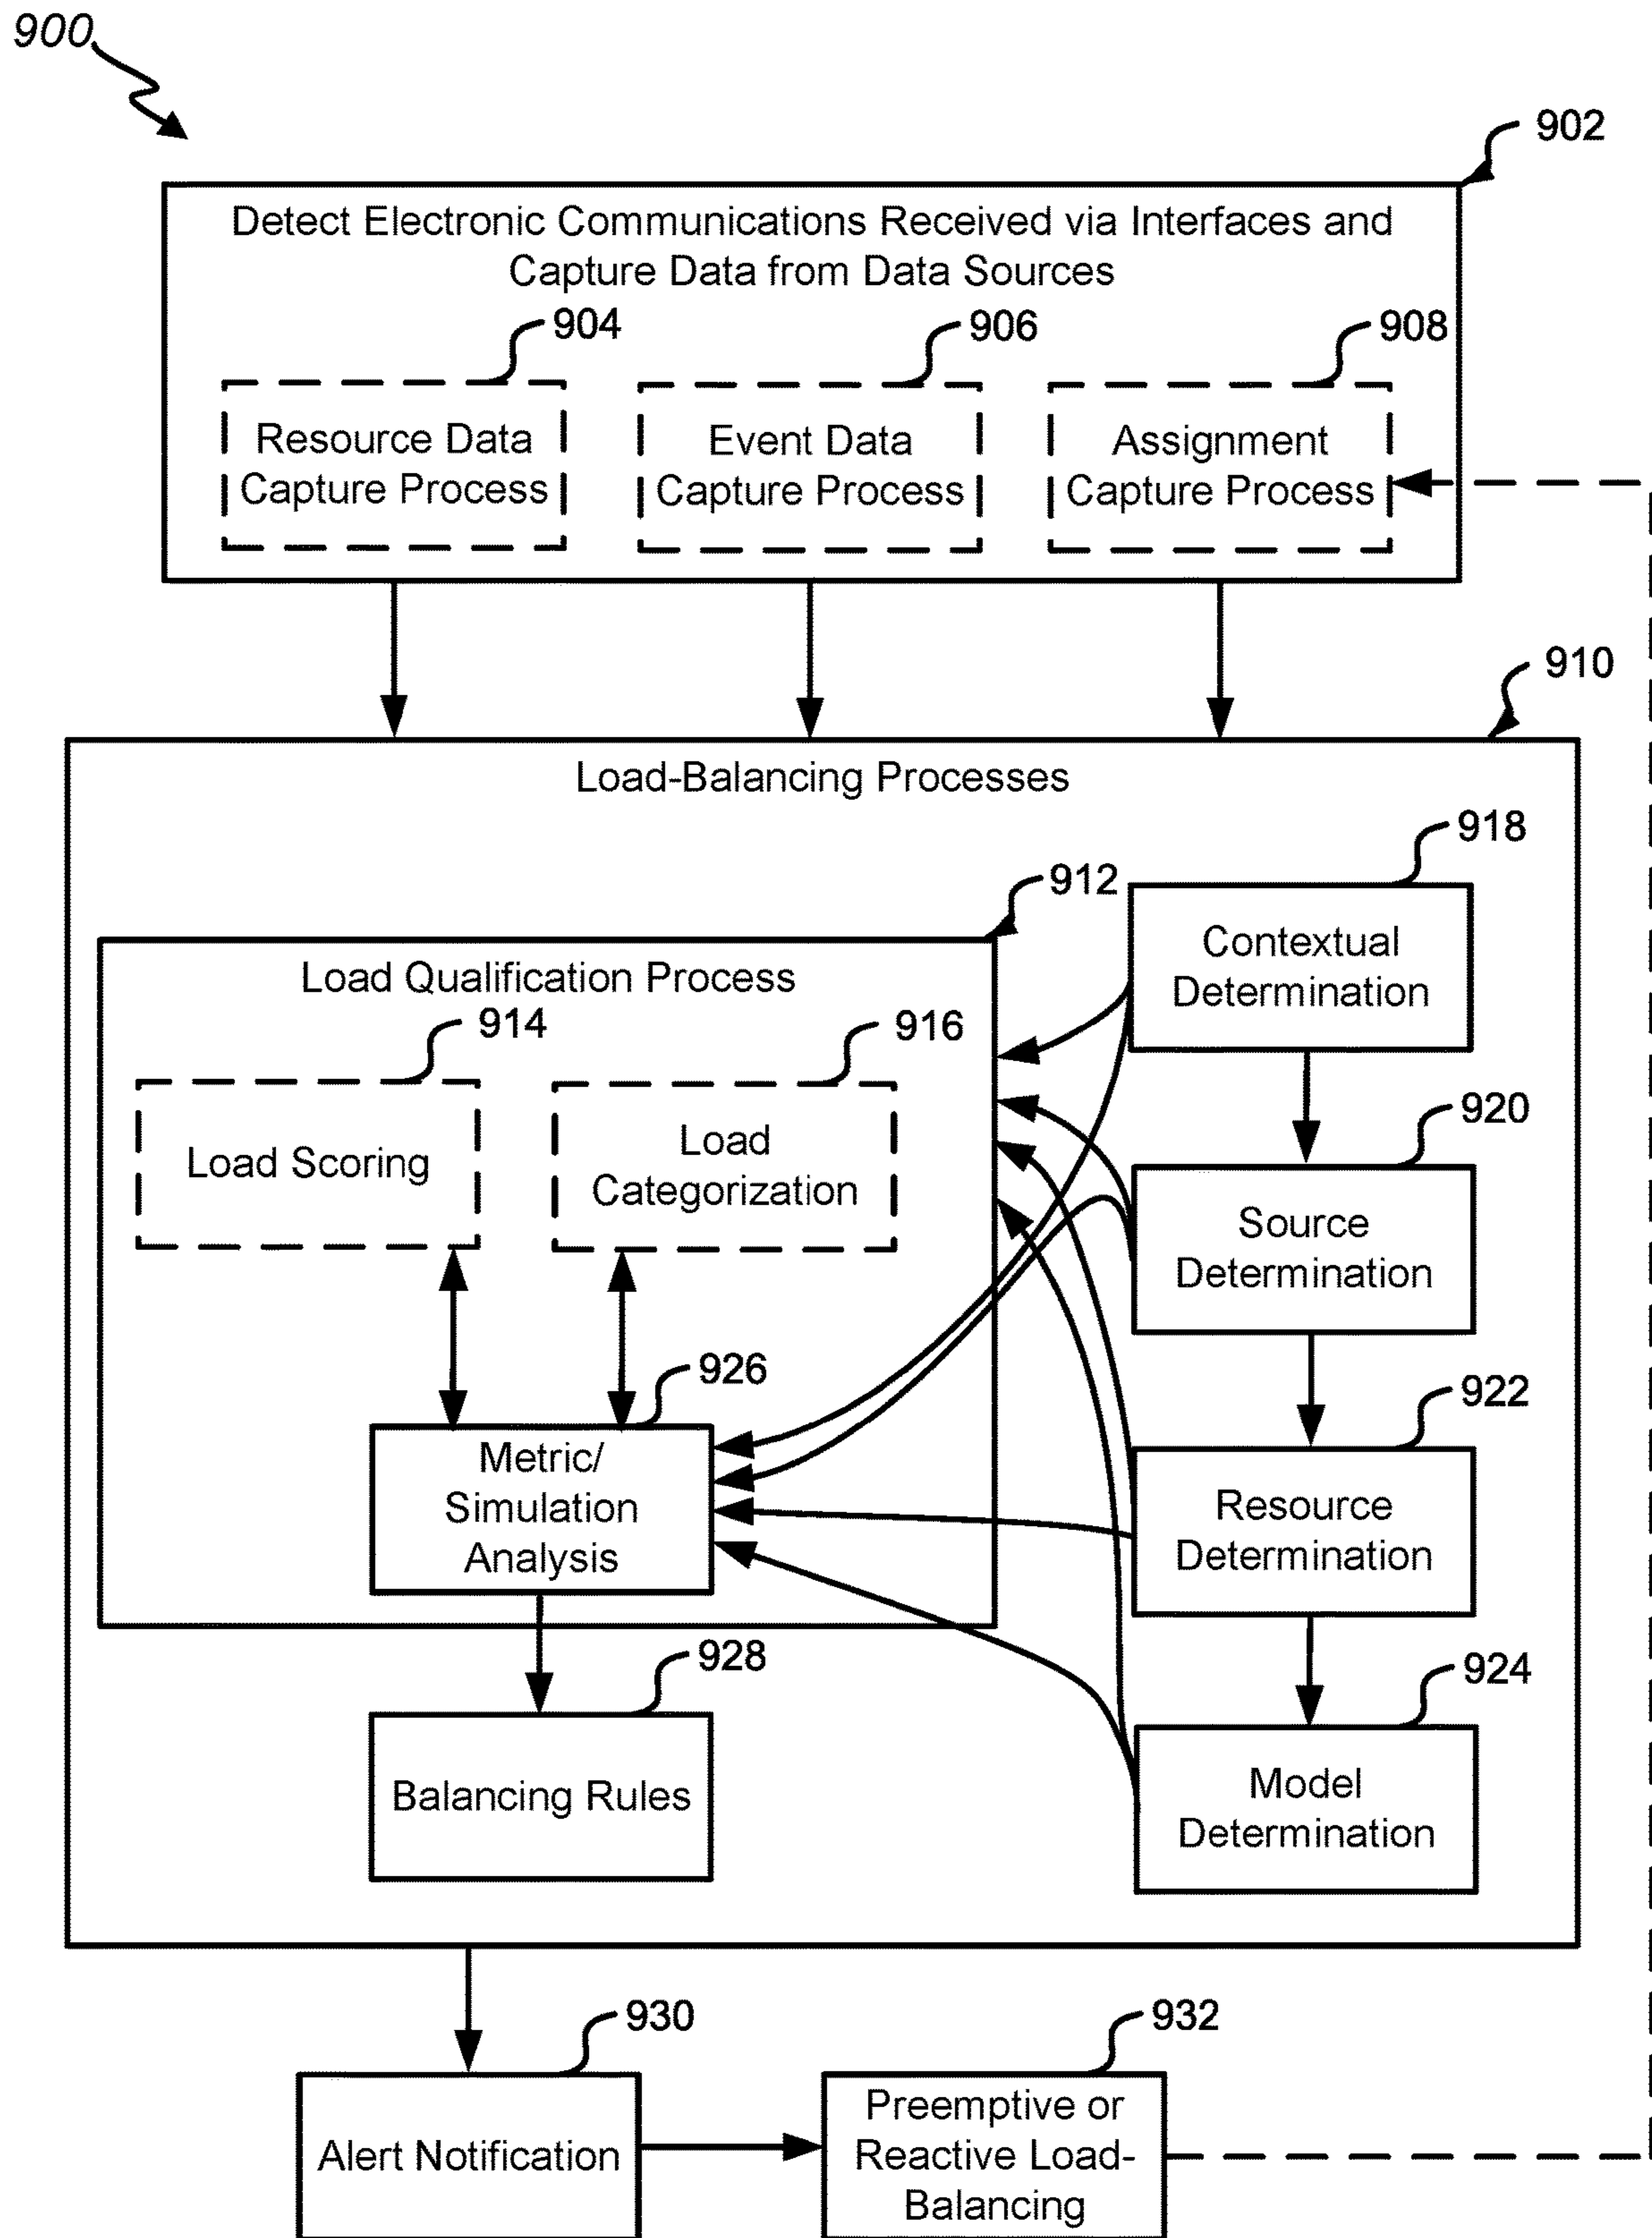 900
902
Detect Electronic Communications Received via Interfaces and
Capture Data from Data Sources
904
906
908
Resource Data
Capture Process
Event Data
Capture Process
Assignment
Capture Process
910
Load-Balancing Processes
918
912
Contextual
Determination
Load Qualification Process
914
916
920
Load Scoring
Load
Categorization
Source
Determination
926
922
Metric/
Simulation
Analysis
Resource
Determination
928
924
Balancing Rules
Model
Determination
930
932
Alert Notification
Preemptive or
Reactive Load-
Balancing